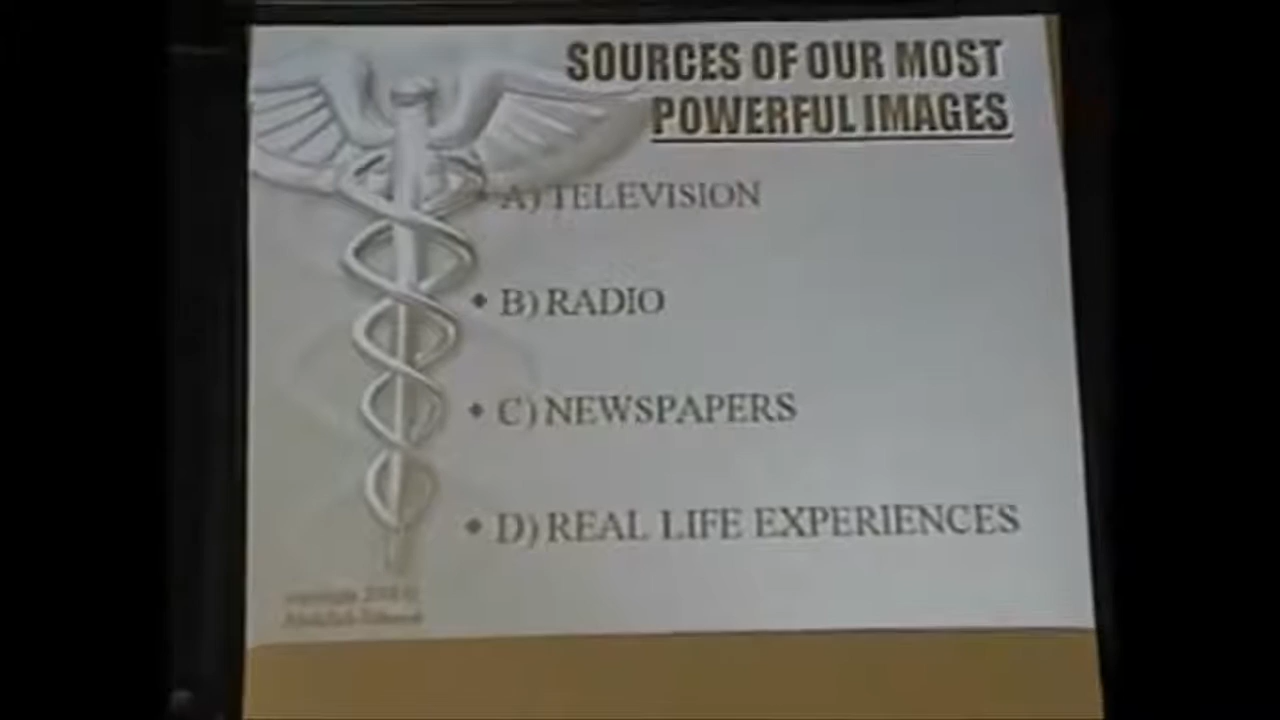 SOURCES OF OUR MOST
POWERFUL IMAGES
A) TELEVISION
B) RADIO
C) NEWSPAPERS
D) REAL LIFE EXPERIENCES